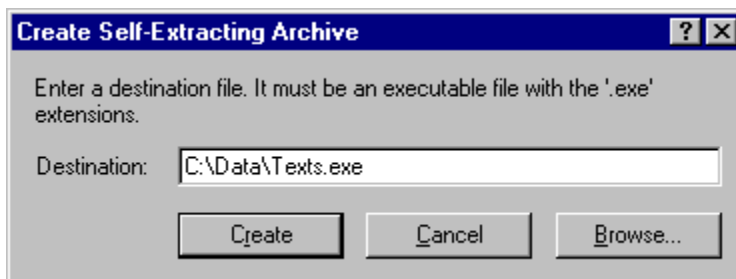 Create Self-Extracting Archive
Enter a destination file. It must be an executable file with the '.exe'
extensions.
Destination: C:\Data\Texts.exe
Create Cancel Browse...